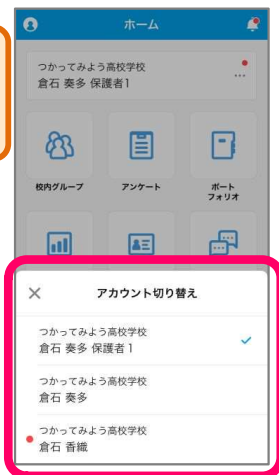 ホーム
つかってみよう高校学校
倉石 奏多 保護者1
校内グループ
アンケート
ポート
フォリオ
アカウント切り替え
つかってみよう高校学校
倉石 奏多 保護者1
つかってみよう高校学校
倉石 奏多
つかってみよう高校学校
倉石 香織